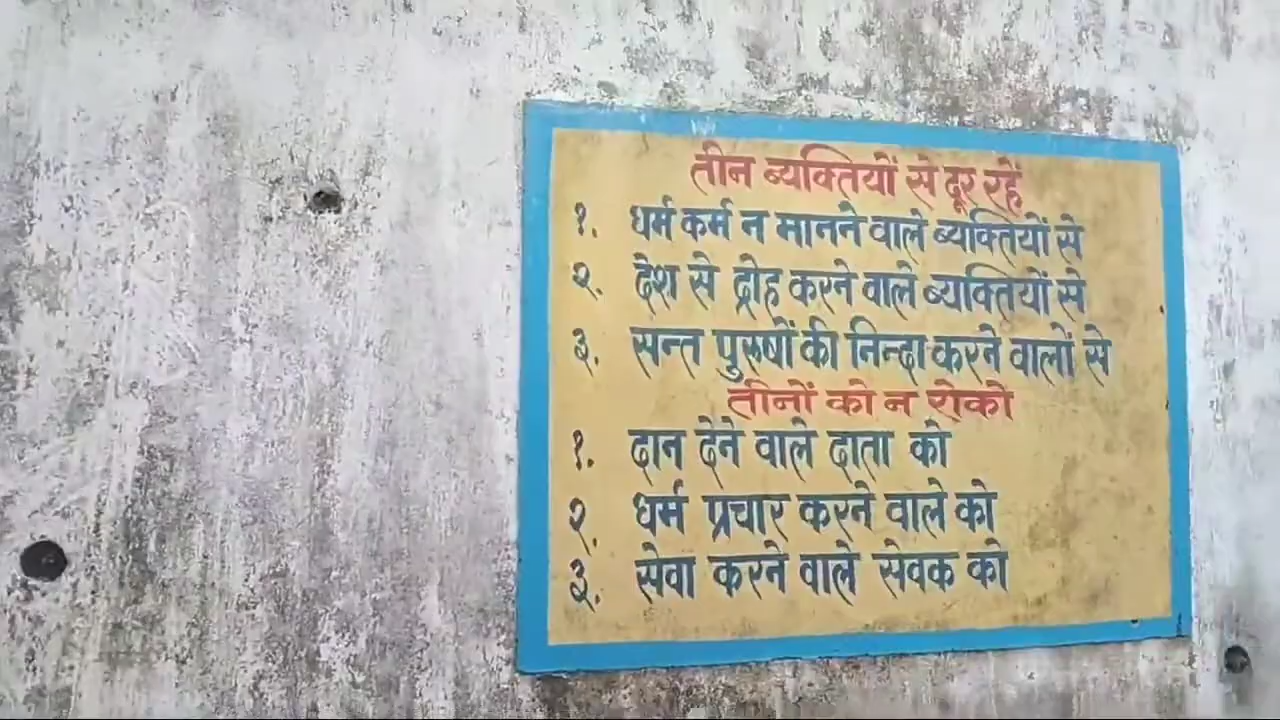 तीन ब्यक्तियों से दूर रहें
१. धर्म कर्म न मानने वाले ब्यक्तियों से
२. देश से द्रोह करने वाले ब्यक्तियों से
३. सन्त पुरुषों की निन्दा करने वालों से
तीनों को न रोको
१. दान देने वाले दाता को
२. धर्म प्रचार करने वाले को
३. सेवा करने वाले सेवक को